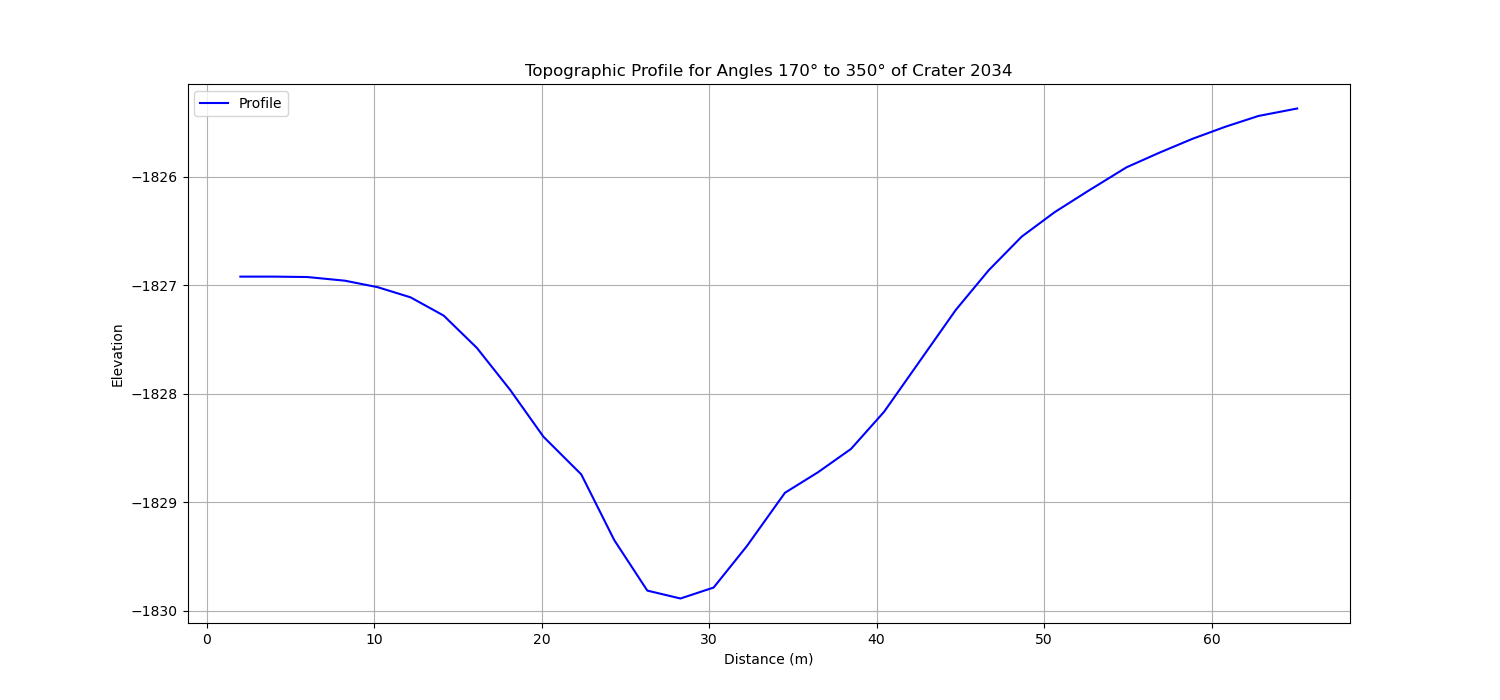 Topographic Profile for Angles 170° to 350° of Crater 2034
Profile
Elevation
−1826
−1827
−1828
−1829
−1830
0 10 20 30 40 50 60
Distance (m)